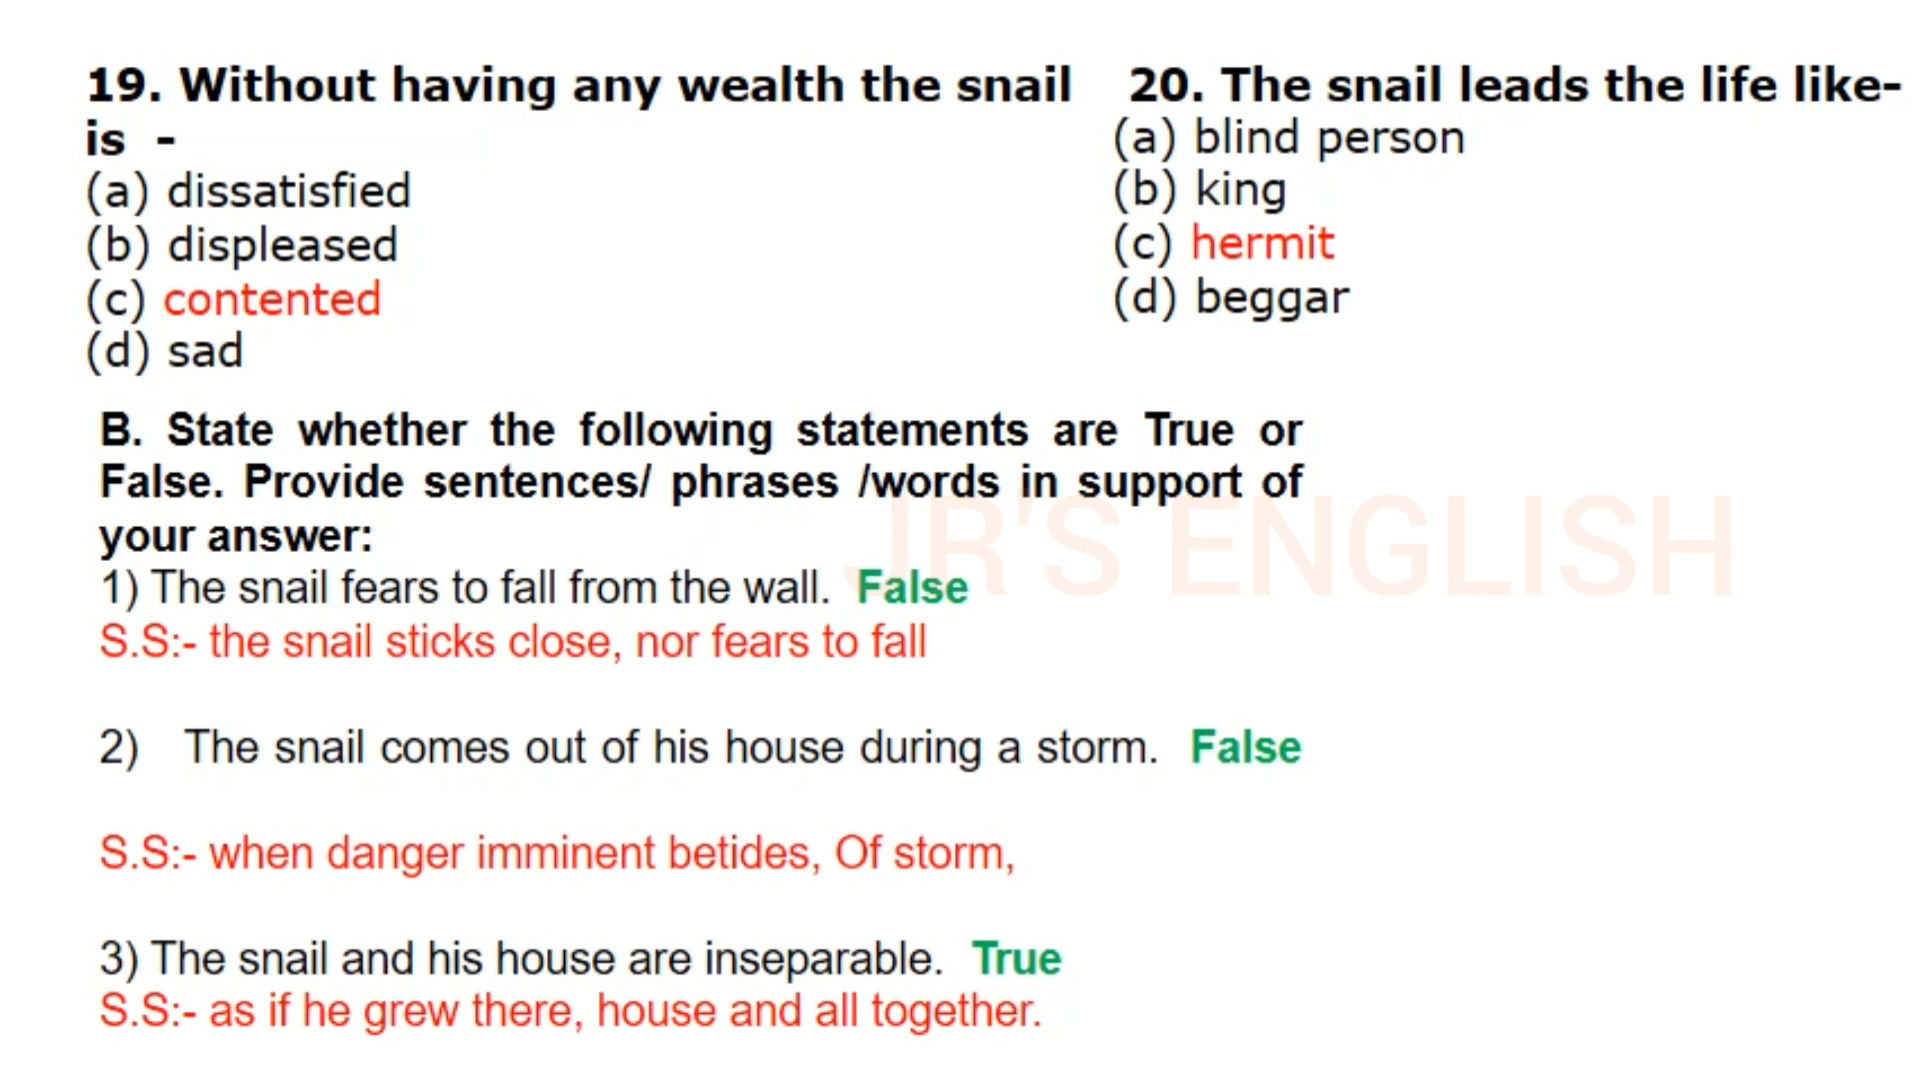 19. Without having any wealth the snail
is -
(a) dissatisfied
(b) displeased
(c) contented
(d) sad
20. The snail leads the life like-
(a) blind person
(b) king
(c) hermit
(d) beggar
B. State whether the following statements are True or
False. Provide sentences/ phrases /words in support of
your answer:
JR'S ENGLISH
1) The snail fears to fall from the wall. False
S.S:- the snail sticks close, nor fears to fall
2) The snail comes out of his house during a storm. False
S.S:- when danger imminent betides, Of storm,
3) The snail and his house are inseparable. True
S.S:- as if he grew there, house and all together.